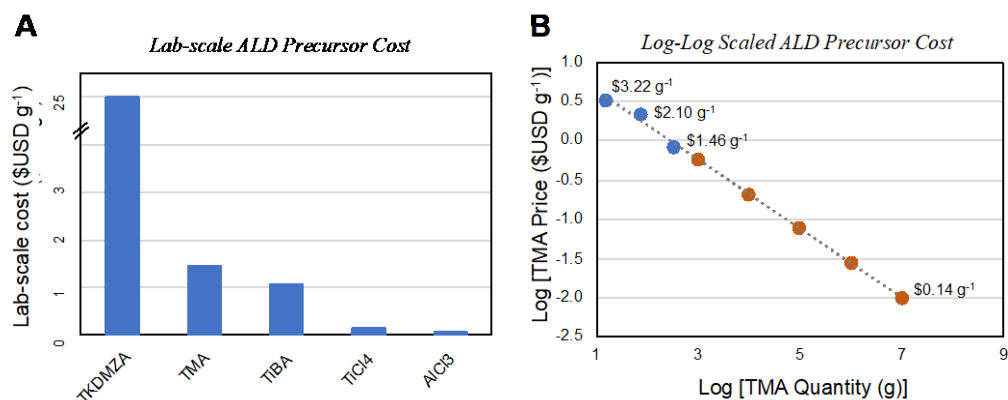 A
Lab-scale ALD Precursor Cost
Lab-scale cost ($USD g⁻¹)
25
3
2
1
0
TKDMZA
TMA
TIBA
TiCl4
AlCl3
B
Log-Log Scaled ALD Precursor Cost
Log [TMA Price ($USD g⁻¹)]
1.0
0.5
0.0
-0.5
-1.0
-1.5
-2.0
-2.5
$3.22 g⁻¹
$2.10 g⁻¹
$1.46 g⁻¹
$0.14 g⁻¹
1
3
5
7
9
Log [TMA Quantity (g)]